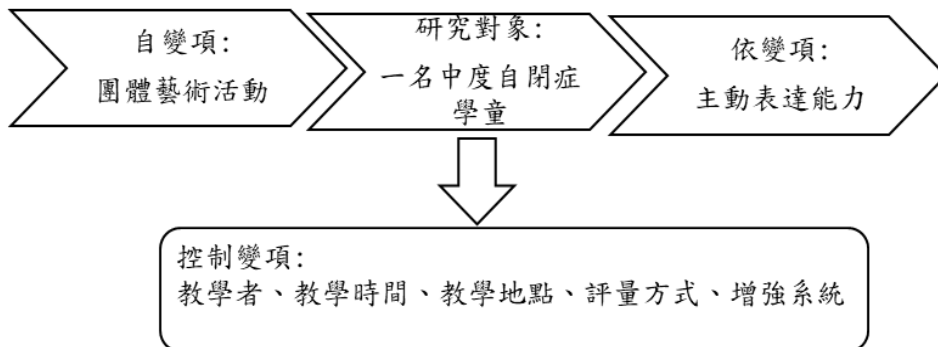 自變項:
團體藝術活動
研究對象:
一名中度自閉症
學童
依變項:
主動表達能力
控制變項:
教學者、教學時間、教學地點、評量方式、增強系統